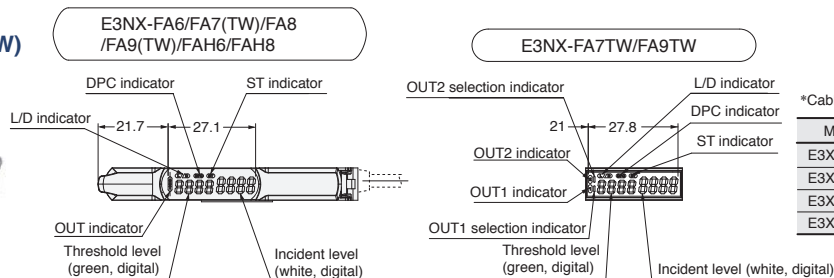 W)
E3NX-FA6/FA7(TW)/FA8
/FA9(TW)/FAH6/FAH8
DPC indicator
ST indicator
L/D indicator
21.7
27.1
OUT indicator
Threshold level
(green, digital)
Incident level
(white, digital)
E3NX-FA7TW/FA9TW
OUT2 selection indicator
L/D indicator
DPC indicator
21
27.8
ST indicator
OUT2 indicator
OUT1 indicator
OUT1 selection indicator
Threshold level
(green, digital)
Incident level (white, digital)
*Cab
M
E3X
E3X
E3X
E3X